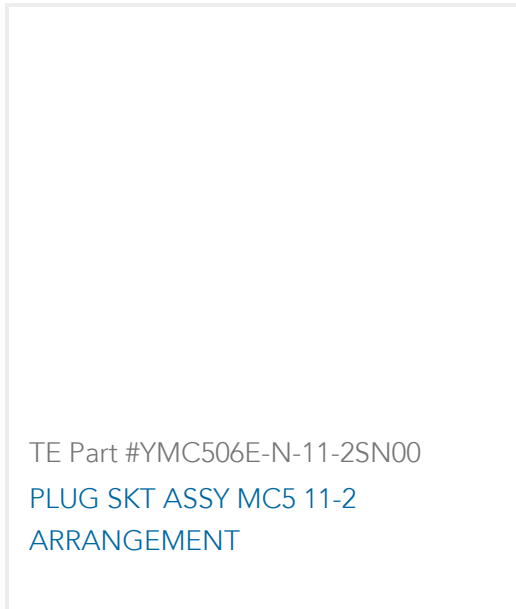 TE Part #YMC506E-N-11-2SN00
PLUG SKT ASSY MC5 11-2
ARRANGEMENT